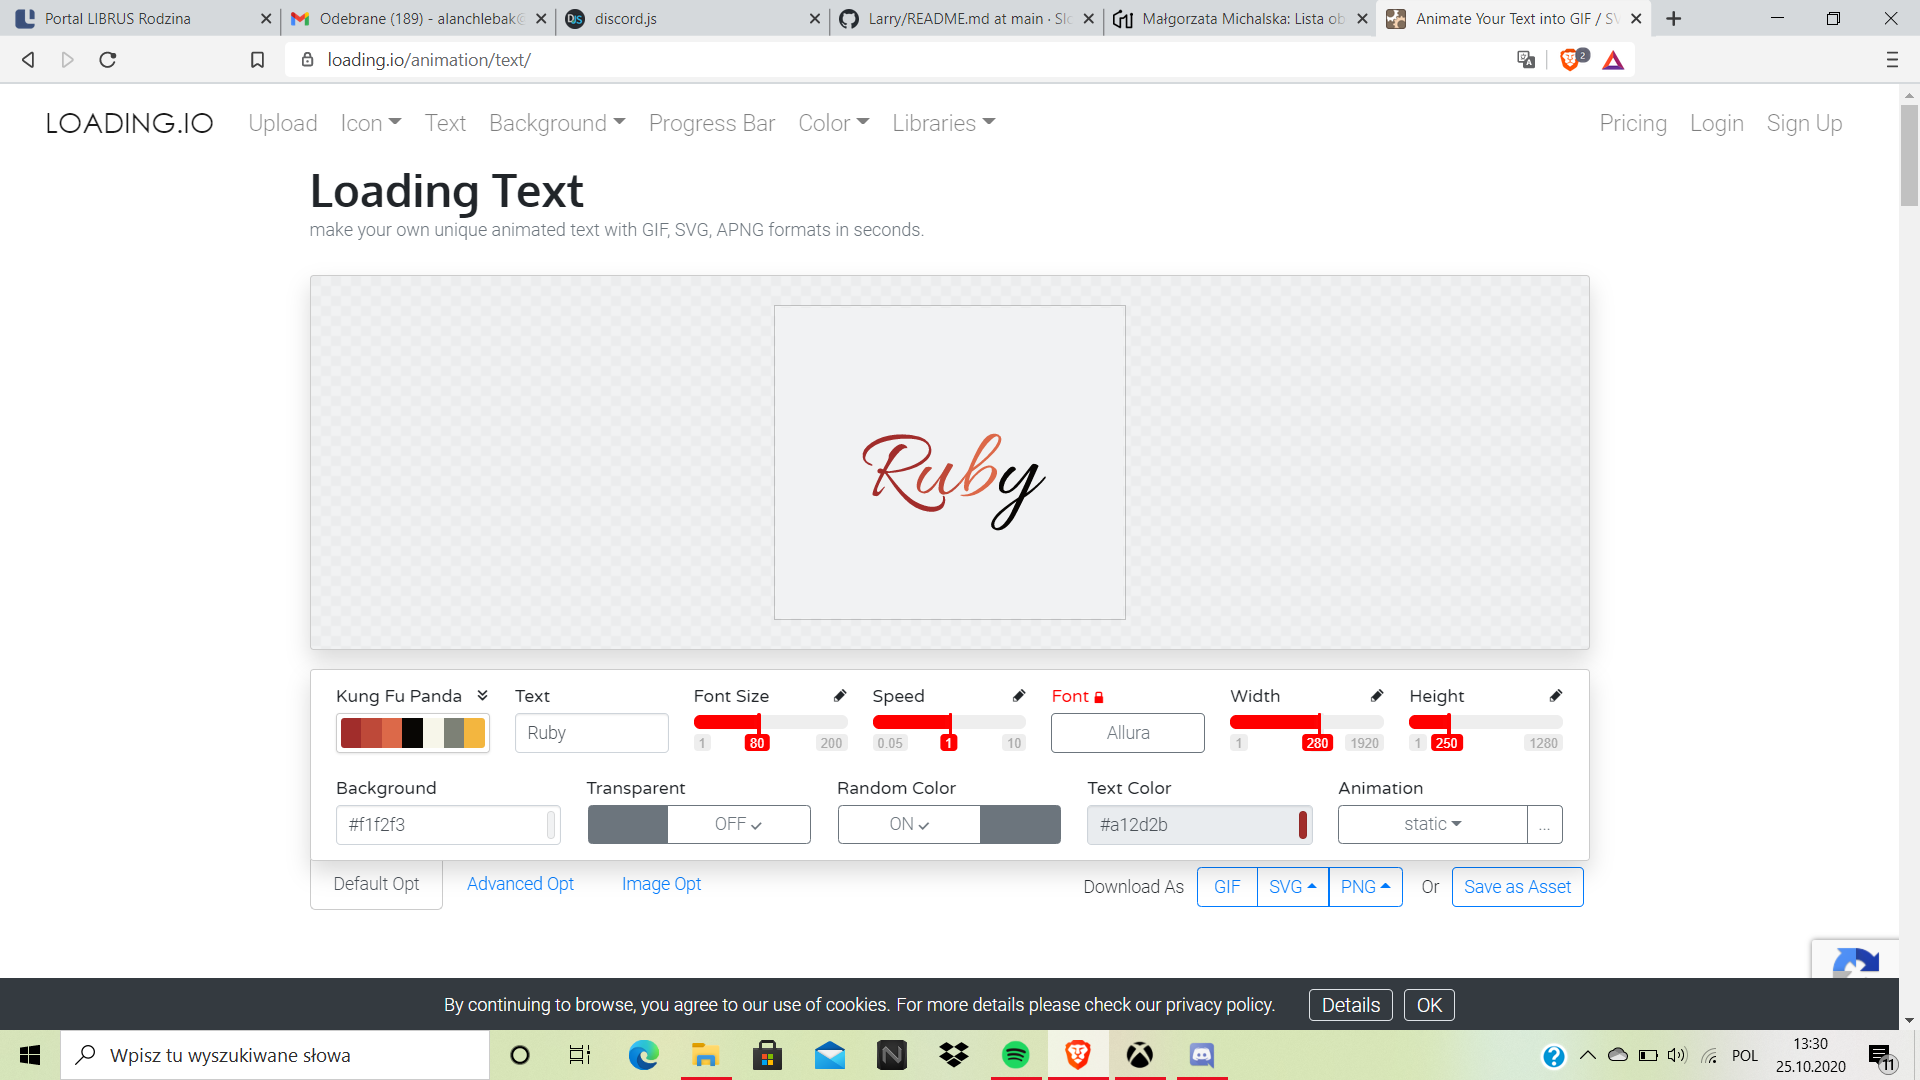 Portal LIBRUS Rodzina
Odebrane (189) - alanchlebak@
discord.js
Larry/README.md at main · Slo
Małgorzata Michalska: Lista ob
Animate Your Text into GIF / SV
loading.io/animation/text/
2
LOADING.IO
Upload
Icon
Text
Background
Progress Bar
Color
Libraries
Pricing
Login
Sign Up
Loading Text
make your own unique animated text with GIF, SVG, APNG formats in seconds.
Ruby
Kung Fu Panda
Text
Font Size
Speed
Font
Width
Height
Ruby
1 80 200
0.05 1 10
Allura
1 280 1920
1 250 1280
Background
Transparent
Random Color
Text Color
Animation
#f1f2f3
OFF
ON
#a12d2b
static
...
Default Opt
Advanced Opt
Image Opt
Download As
GIF
SVG
PNG
Or
Save as Asset
By continuing to browse, you agree to our use of cookies. For more details please check our privacy policy.
Details
OK
Wpisz tu wyszukiwane słowa
POL
13:30
25.10.2020
11